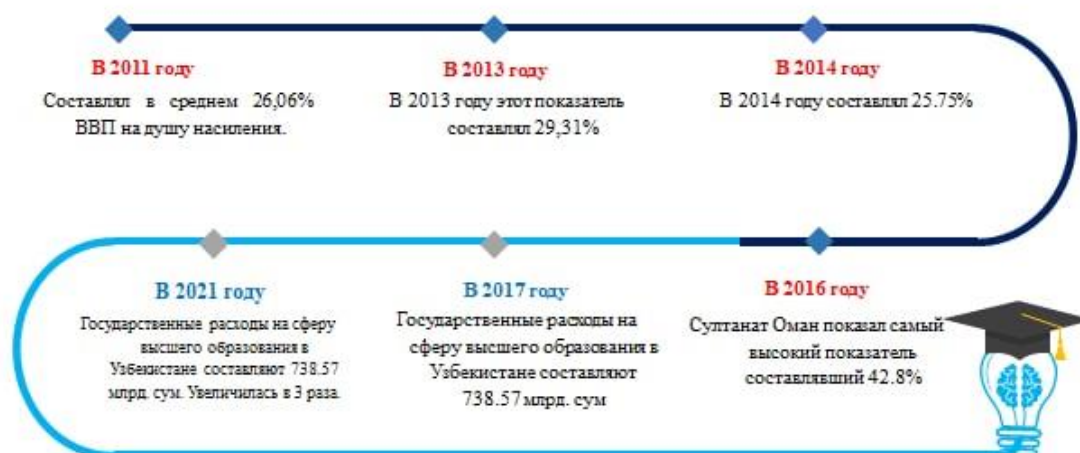 В 2011 году
Составлял в среднем 26,06%
ВВП на душу насиления.
В 2013 году
В 2013 году этот показатель
составлял 29,31%
В 2014 году
В 2014 году составлял 25.75%
В 2021 году
Государственные расходы на сферу
высшего образования в
Узбекистане составляют 738.57
млрд. сум. Увеличилась в 3 раза.
В 2017 году
Государственные расходы на
сферу высшего образования в
Узбекистане составляют
738.57 млрд. сум
В 2016 году
Султанат Оман показал самый
высокий показатель
составлявший 42.8%